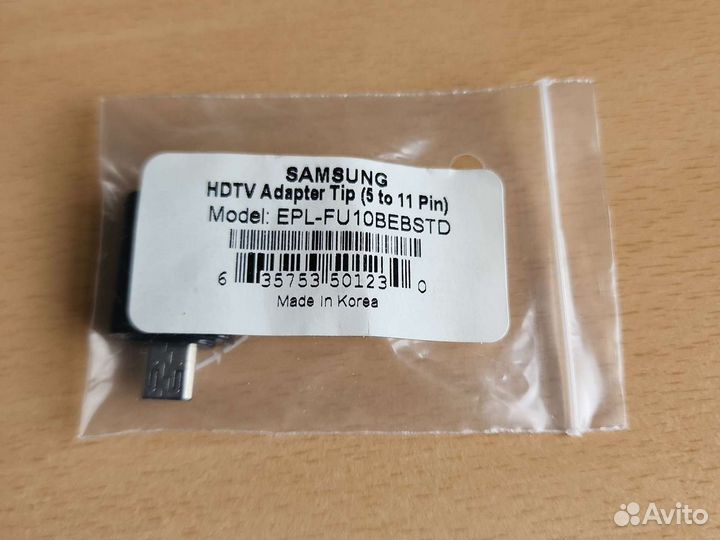 SAMSUNG
HDTV Adapter Tip (5 to 11 Pin)
Model: EPL-FU10BEBSTD
6 35753 50123 0
Made in Korea
Avito